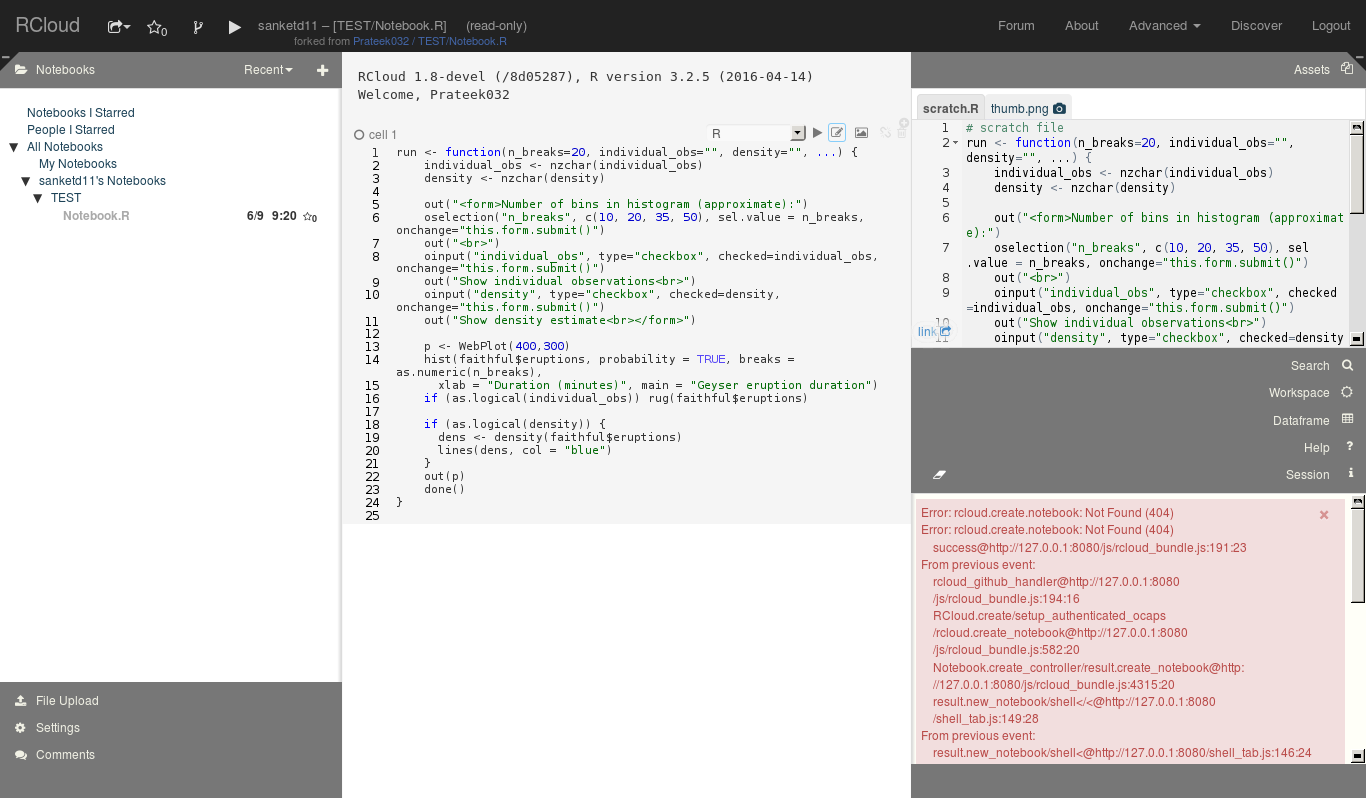 RCloud
0
sanketd11 – [TEST/Notebook.R] (read-only)
forked from Prateek032 / TEST/Notebook.R
Forum About Advanced Discover Logout
Notebooks Recent
Notebooks I Starred
People I Starred
All Notebooks
My Notebooks
sanketd11's Notebooks
TEST
Notebook.R 6/9 9:20 0
File Upload
Settings
Comments
RCloud 1.8-devel (/8d05287), R version 3.2.5 (2016-04-14)
Welcome, Prateek032
cell 1 R
1 run <- function(n_breaks=20, individual_obs="", density="", ...) {
2 individual_obs <- nzchar(individual_obs)
3 density <- nzchar(density)
4
5 out("<form>Number of bins in histogram (approximate):")
6 oselection("n_breaks", c(10, 20, 35, 50), sel.value = n_breaks,
onchange="this.form.submit()")
7 out("<br>")
8 oinput("individual_obs", type="checkbox", checked=individual_obs,
onchange="this.form.submit()")
9 out("Show individual observations<br>")
10 oinput("density", type="checkbox", checked=density,
onchange="this.form.submit()")
11 out("Show density estimate<br></form>")
12
13 p <- WebPlot(400,300)
14 hist(faithful$eruptions, probability = TRUE, breaks =
as.numeric(n_breaks),
15 xlab = "Duration (minutes)", main = "Geyser eruption duration")
16 if (as.logical(individual_obs)) rug(faithful$eruptions)
17
18 if (as.logical(density)) {
19 dens <- density(faithful$eruptions)
20 lines(dens, col = "blue")
21 }
22 out(p)
23 done()
24 }
25
Assets
scratch.R thumb.png
1 # scratch file
2 run <- function(n_breaks=20, individual_obs="",
density="", ...) {
3 individual_obs <- nzchar(individual_obs)
4 density <- nzchar(density)
5
6 out("<form>Number of bins in histogram (approximat
e):")
7 oselection("n_breaks", c(10, 20, 35, 50), sel
.value = n_breaks, onchange="this.form.submit()")
8 out("<br>")
9 oinput("individual_obs", type="checkbox", checked
=individual_obs, onchange="this.form.submit()")
10 out("Show individual observations<br>")
link
11 oinput("density", type="checkbox", checked=density
Search
Workspace
Dataframe
Help
Session
Error: rcloud.create.notebook: Not Found (404)
Error: rcloud.create.notebook: Not Found (404)
success@http://127.0.0.1:8080/js/rcloud_bundle.js:191:23
From previous event:
rcloud_github_handler@http://127.0.0.1:8080
/js/rcloud_bundle.js:194:16
RCloud.create/setup_authenticated_ocaps
/rcloud.create_notebook@http://127.0.0.1:8080
/js/rcloud_bundle.js:582:20
Notebook.create_controller/result.create_notebook@http:
//127.0.0.1:8080/js/rcloud_bundle.js:4315:20
result.new_notebook/shell</<@http://127.0.0.1:8080
/shell_tab.js:149:28
From previous event:
result.new_notebook/shell<@http://127.0.0.1:8080/shell_tab.js:146:24